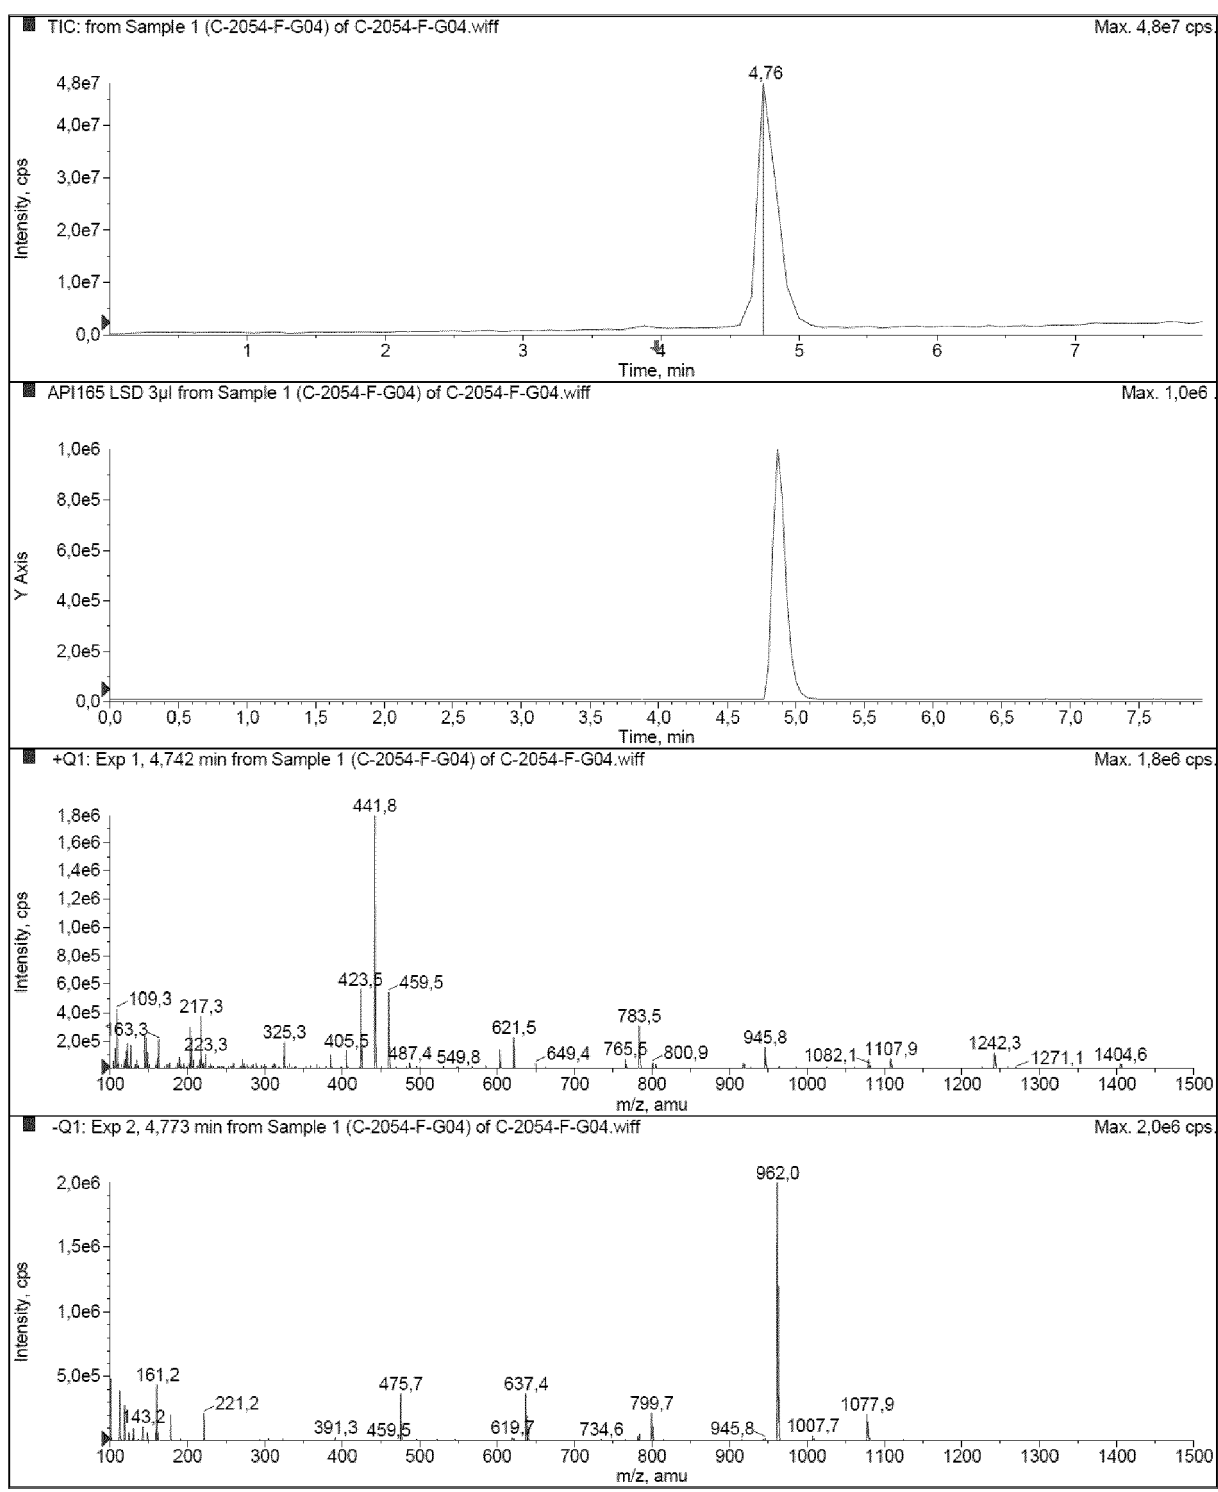 TIC: from Sample 1 (C-2054-F-G04) of C-2054-F-G04.wiff Max. 4,8e7 cps.
4,76
4,8e7
4,0e7
3,0e7
2,0e7
1,0e7
0,0
Intensity, cps
1 2 3 4 5 6 7
Time, min
API165 LSD 3µl from Sample 1 (C-2054-F-G04) of C-2054-F-G04.wiff Max. 1,0e6 .
1,0e6
8,0e5
6,0e5
4,0e5
2,0e5
0,0
Y Axis
0,0 0,5 1,0 1,5 2,0 2,5 3,0 3,5 4,0 4,5 5,0 5,5 6,0 6,5 7,0 7,5
Time, min
+Q1: Exp 1, 4,742 min from Sample 1 (C-2054-F-G04) of C-2054-F-G04.wiff Max. 1,8e6 cps.
441,8
1,8e6
1,6e6
1,4e6
1,2e6
1,0e6
8,0e5
6,0e5
4,0e5
2,0e5
Intensity, cps
423,5 459,5
109,3 217,3
163,3 223,3 325,3 405,5 487,4 549,8 621,5 649,4 783,5 765,5 800,9 945,8 1082,1 1107,9 1242,3 1271,1 1404,6
100 200 300 400 500 600 700 800 900 1000 1100 1200 1300 1400 1500
m/z, amu
-Q1: Exp 2, 4,773 min from Sample 1 (C-2054-F-G04) of C-2054-F-G04.wiff Max. 2,0e6 cps.
962,0
2,0e6
1,5e6
1,0e6
5,0e5
Intensity, cps
161,2 475,7 637,4 799,7 1077,9
143,2 221,2 391,3 459,5 619,7 734,6 945,8 1007,7
100 200 300 400 500 600 700 800 900 1000 1100 1200 1300 1400 1500
m/z, amu